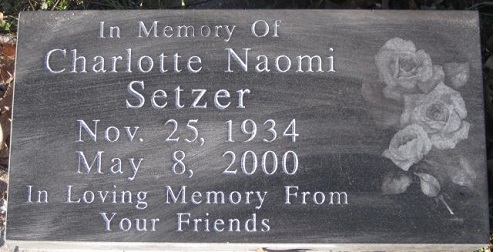 In Memory Of
Charlotte Naomi
Setzer
Nov. 25, 1934
May 8, 2000
In Loving Memory From
Your Friends